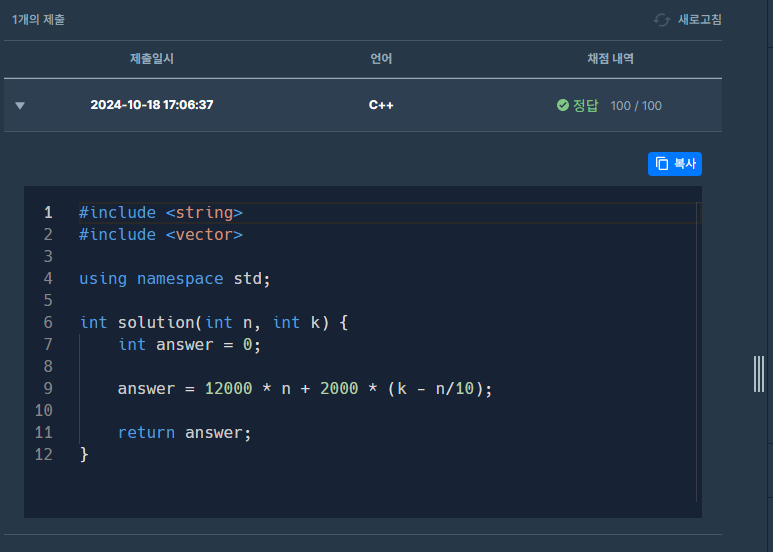 1개의 제출
새로고침
제출일시 언어 채점 내역
2024-10-18 17:06:37 C++ 정답 100 / 100
복사
1 #include <string>
2 #include <vector>
3
4 using namespace std;
5
6 int solution(int n, int k) {
7     int answer = 0;
8
9     answer = 12000 * n + 2000 * (k - n/10);
10
11     return answer;
12 }